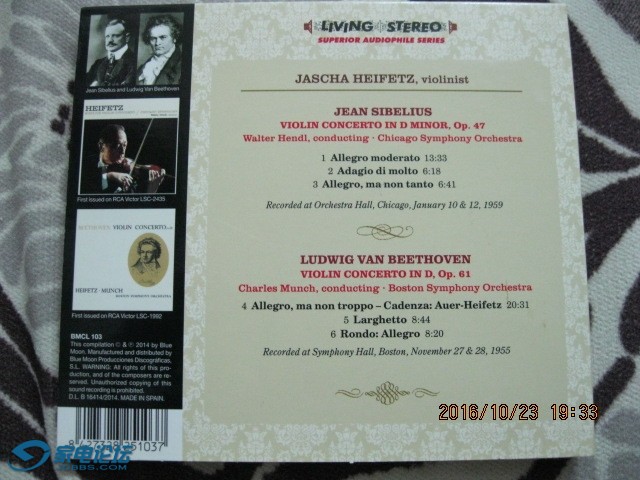 LIVING STEREO
SUPERIOR AUDIOPHILE SERIES
JASCHA HEIFETZ, violinist
JEAN SIBELIUS
VIOLIN CONCERTO IN D MINOR, Op. 47
Walter Hendl, conducting · Chicago Symphony Orchestra
1 Allegro moderato 13:33
2 Adagio di molto 6:18
3 Allegro, ma non tanto 6:41
Recorded at Orchestra Hall, Chicago, January 10 & 12, 1959
LUDWIG VAN BEETHOVEN
VIOLIN CONCERTO IN D, Op. 61
Charles Munch, conducting · Boston Symphony Orchestra
4 Allegro, ma non troppo – Cadenza: Auer-Heifetz 20:31
5 Larghetto 8:44
6 Rondo: Allegro 8:20
Recorded at Symphony Hall, Boston, November 27 & 28, 1955
Jean Sibelius and Ludwig Van Beethoven
HEIFETZ
First issued on RCA Victor LSC-2435
BEETHOVEN VIOLIN CONCERTO
HEIFETZ · MUNCH
BOSTON SYMPHONY ORCHESTRA
First issued on RCA Victor LSC-1992
BMCL 103
This compilation © & ℗ 2014 by Blue
Moon. Manufactured and distributed by
Blue Moon Producciones Discográficas,
S.L. WARNING: All rights of this pro-
duction, and of the composers are re-
served. Unauthorized copying of this
sound recording is prohibited.
D.L. B 16414/2014. MADE IN SPAIN.
2016/10/23 19:33
家电论坛